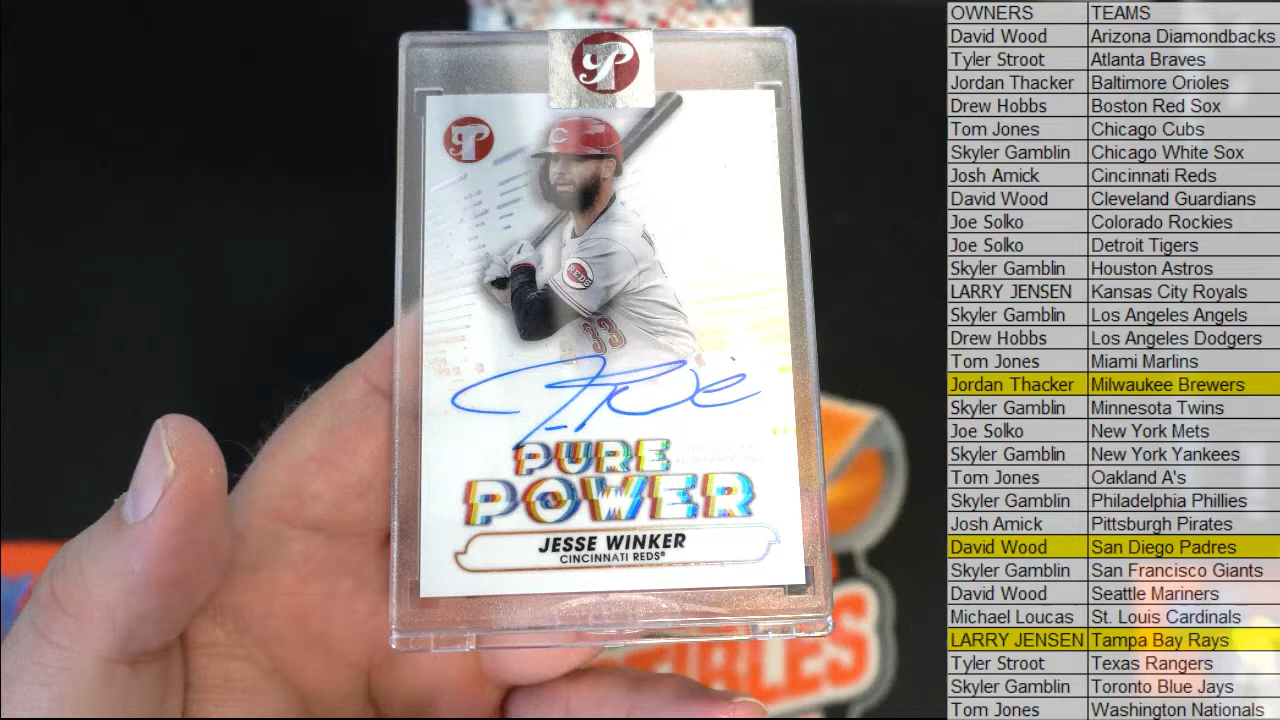 C
REDS
33
PURE
POWER
JESSE WINKER
CINCINNATI REDS®
IBLES
OWNERS TEAMS
David Wood Arizona Diamondbacks
Tyler Stroot Atlanta Braves
Jordan Thacker Baltimore Orioles
Drew Hobbs Boston Red Sox
Tom Jones Chicago Cubs
Skyler Gamblin Chicago White Sox
Josh Amick Cincinnati Reds
David Wood Cleveland Guardians
Joe Solko Colorado Rockies
Joe Solko Detroit Tigers
Skyler Gamblin Houston Astros
LARRY JENSEN Kansas City Royals
Skyler Gamblin Los Angeles Angels
Drew Hobbs Los Angeles Dodgers
Tom Jones Miami Marlins
Jordan Thacker Milwaukee Brewers
Skyler Gamblin Minnesota Twins
Joe Solko New York Mets
Skyler Gamblin New York Yankees
Tom Jones Oakland A's
Skyler Gamblin Philadelphia Phillies
Josh Amick Pittsburgh Pirates
David Wood San Diego Padres
Skyler Gamblin San Francisco Giants
David Wood Seattle Mariners
Michael Loucas St. Louis Cardinals
LARRY JENSEN Tampa Bay Rays
Tyler Stroot Texas Rangers
Skyler Gamblin Toronto Blue Jays
Tom Jones Washington Nationals